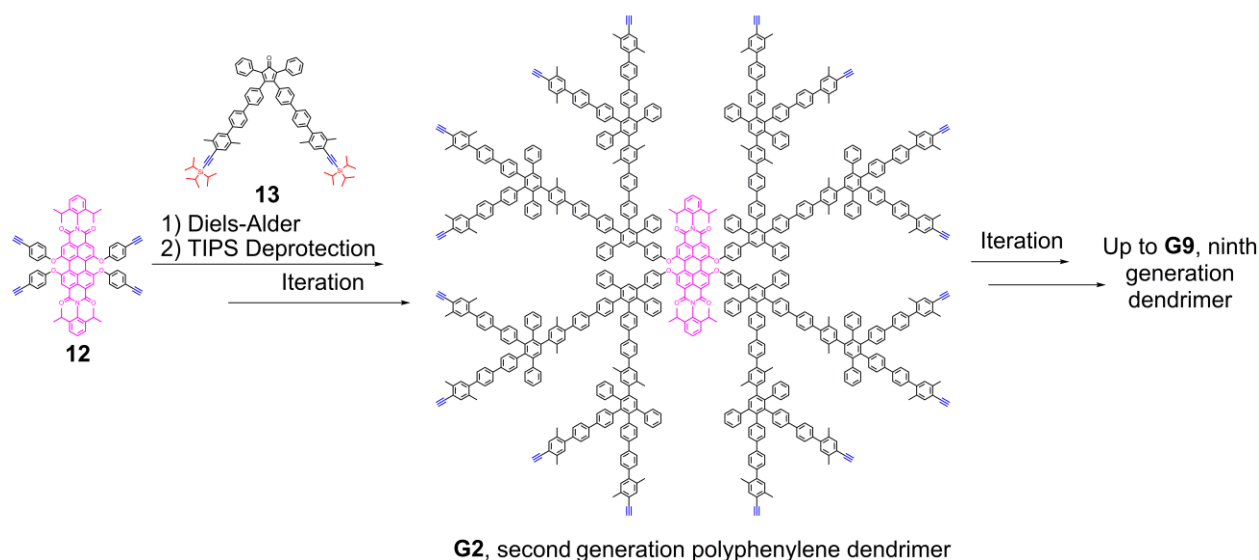 13
1) Diels-Alder
2) TIPS Deprotection
Iteration
12
Iteration
Up to G9, ninth
generation
dendrimer
G2, second generation polyphenylene dendrimer